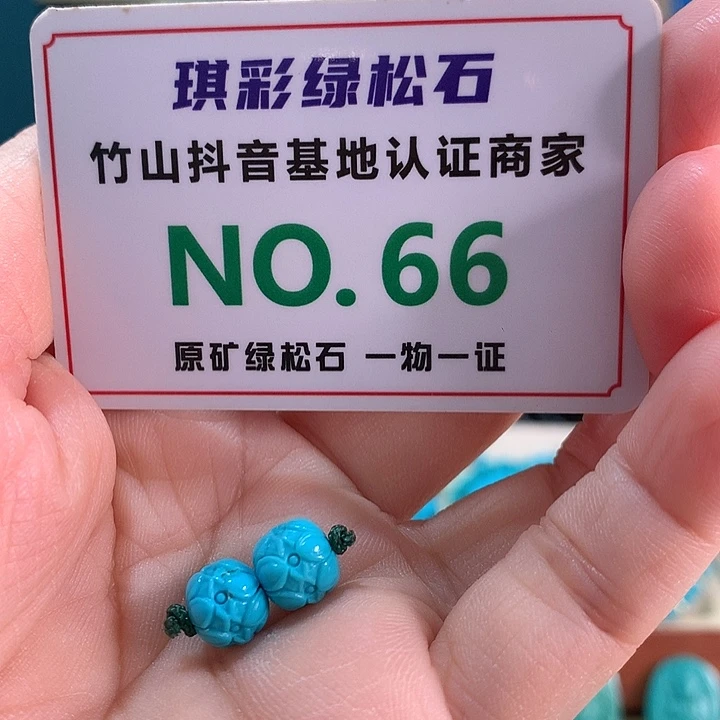 琪彩绿松石
竹山抖音基地认证商家
NO.66
原矿绿松石 一物一证